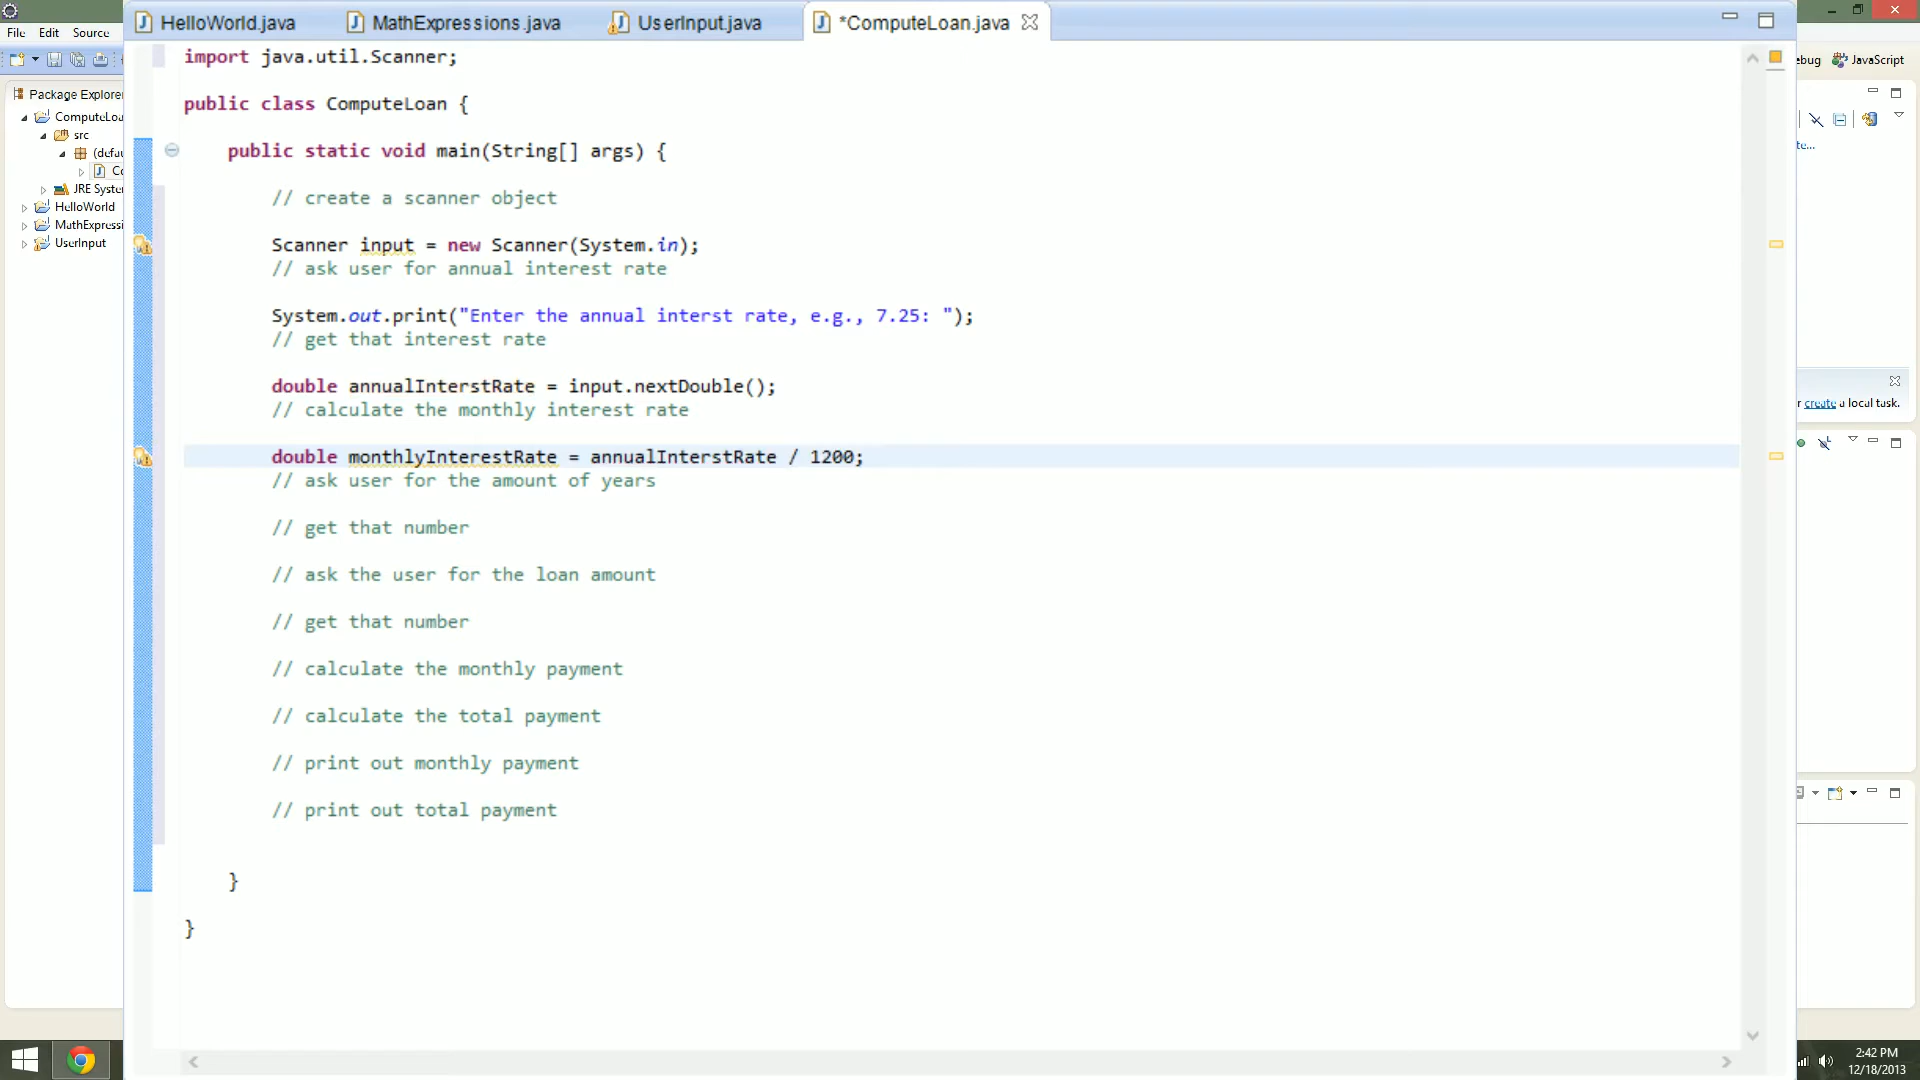 File Edit Source
HelloWorld.java MathExpressions.java UserInput.java *ComputeLoan.java
ebug JavaScript
Package Explorer
ComputeLoa
src
(defau
Co
JRE Syste
HelloWorld
MathExpressi
UserInput
import java.util.Scanner;
public class ComputeLoan {
public static void main(String[] args) {
// create a scanner object
Scanner input = new Scanner(System.in);
// ask user for annual interest rate
System.out.print("Enter the annual interst rate, e.g., 7.25: ");
// get that interest rate
double annualInterstRate = input.nextDouble();
// calculate the monthly interest rate
double monthlyInterestRate = annualInterstRate / 1200;
// ask user for the amount of years
// get that number
// ask the user for the loan amount
// get that number
// calculate the monthly payment
// calculate the total payment
// print out monthly payment
// print out total payment
}
}
te...
r create a local task.
2:42 PM
12/18/2013